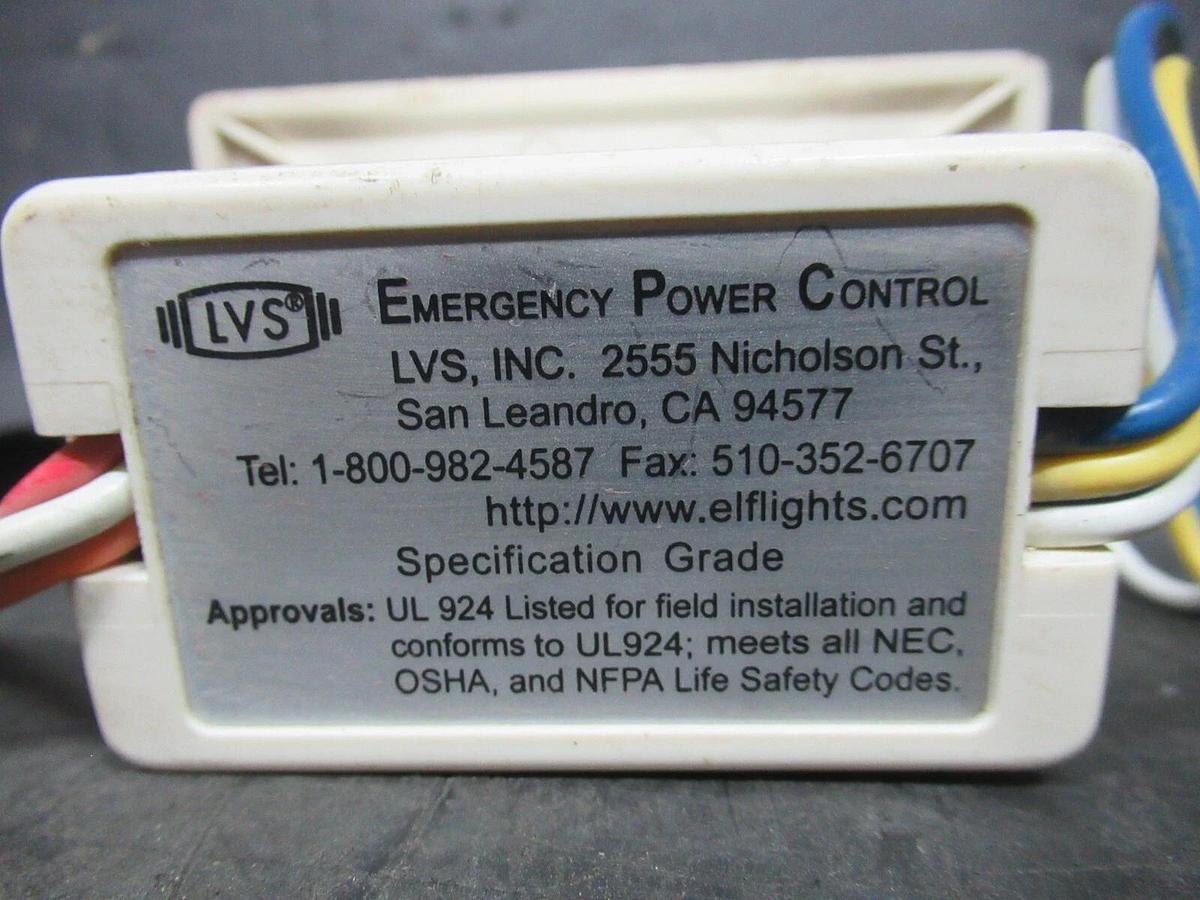 LVS®
EMERGENCY POWER CONTROL
LVS, INC. 2555 Nicholson St.,
San Leandro, CA 94577
Tel: 1-800-982-4587 Fax: 510-352-6707
http://www.elflights.com
Specification Grade
Approvals: UL 924 Listed for field installation and
conforms to UL924; meets all NEC,
OSHA, and NFPA Life Safety Codes.